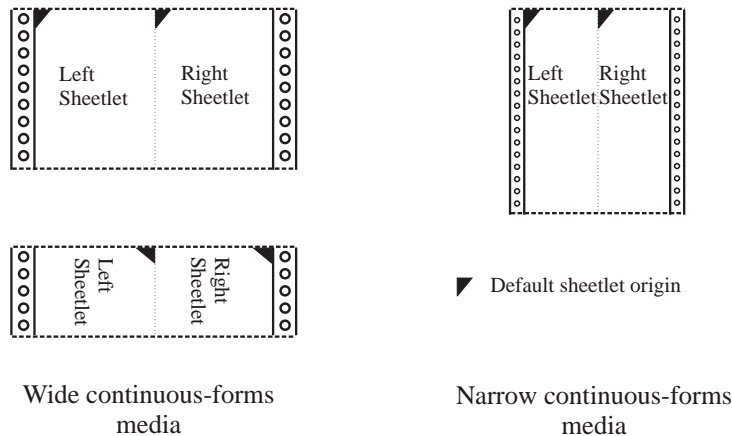 Left
Sheetlet
Right
Sheetlet
Left
Sheetlet
Right
Sheetlet
Wide continuous-forms
media
Left
Sheetlet
Right
Sheetlet
Default sheetlet origin
Narrow continuous-forms
media